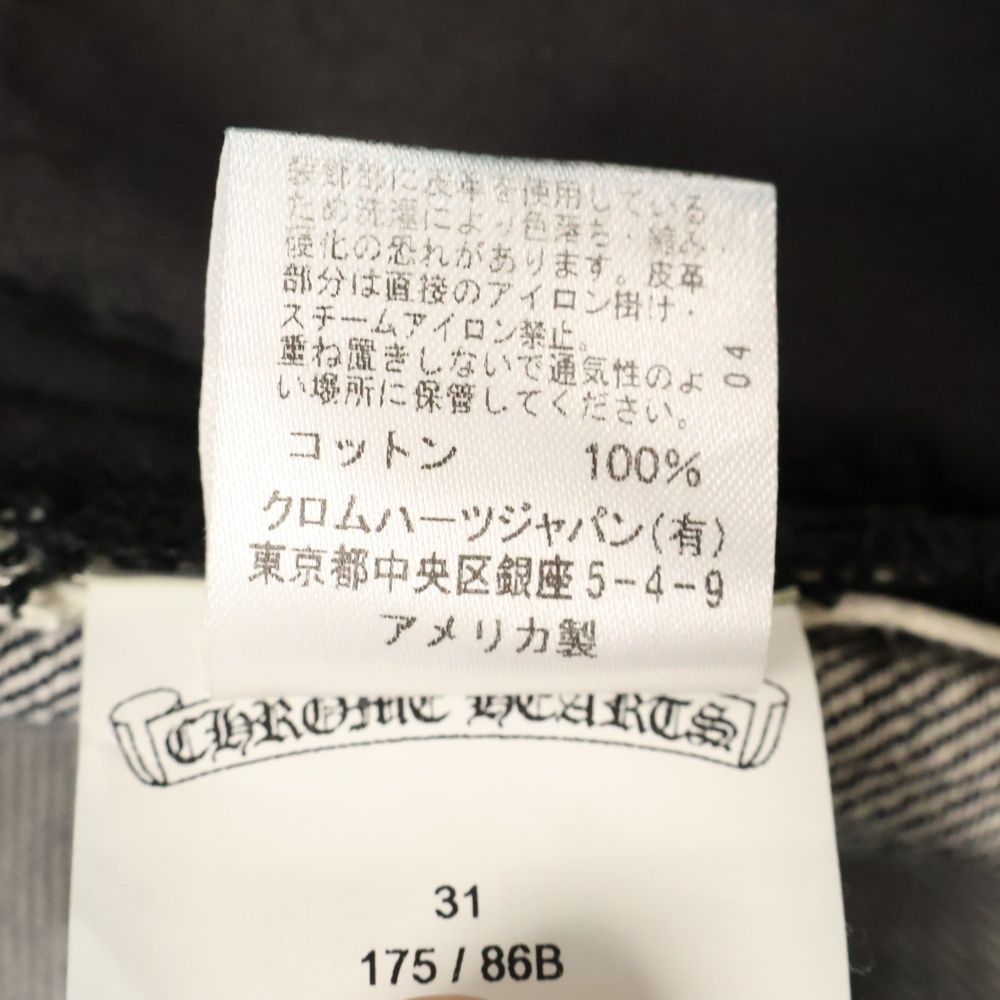 装飾部に皮革を使用している
ため洗濯により色落ち・縮み
硬化の恐れがあります。皮革
部分は直接のアイロン掛け・
スチームアイロン禁止。
重ね置きしないで通気性のよ
い場所に保管してください。
04
コットン 100%
クロムハーツジャパン(有)
東京都中央区銀座5-4-9
アメリカ製
CHROME HEARTS
31
175 / 86B